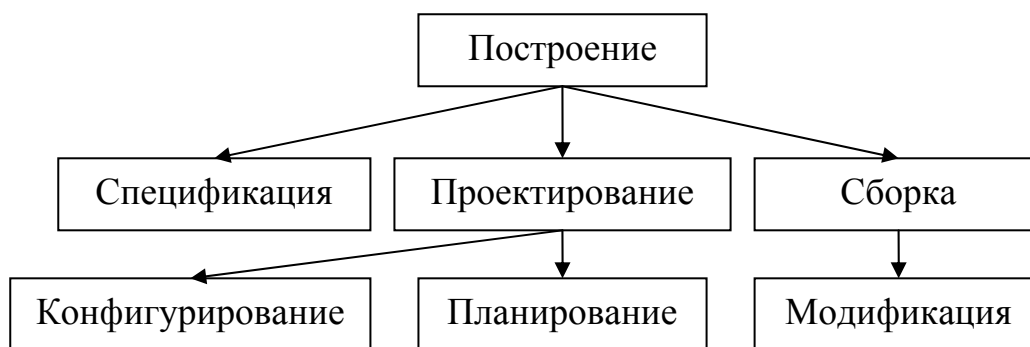 Построение
Спецификация
Проектирование
Сборка
Конфигурирование
Планирование
Модификация